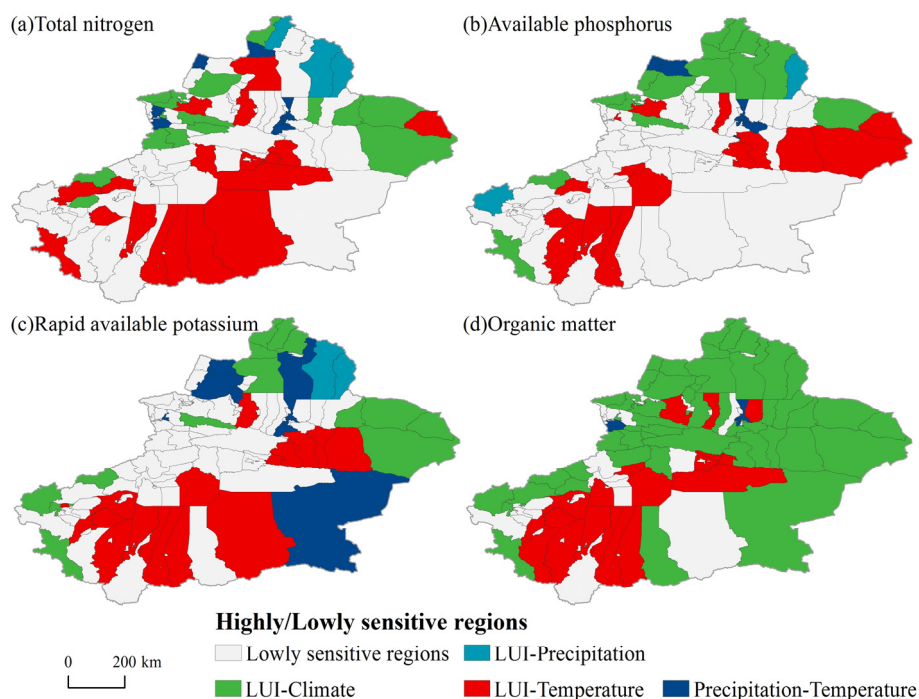 (a)Total nitrogen
(b)Available phosphorus
(c)Rapid available potassium
(d)Organic matter
Highly/Lowly sensitive regions
Lowly sensitive regions
LUI-Precipitation
0 200 km
LUI-Climate
LUI-Temperature
Precipitation-Temperature